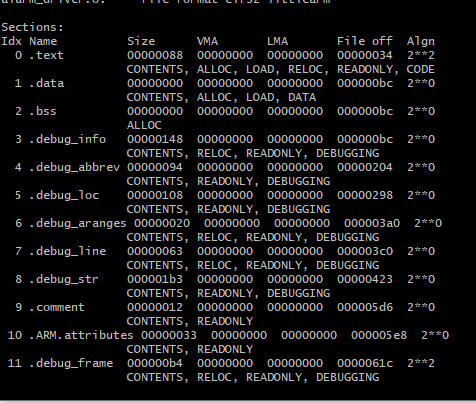 alarm_driver.o:     file format elf32-littlearm

Sections:
Idx Name          Size      VMA       LMA       File off  Algn
  0 .text         00000088  00000000  00000000  00000034  2**2
                  CONTENTS, ALLOC, LOAD, RELOC, READONLY, CODE
  1 .data         00000000  00000000  00000000  000000bc  2**0
                  CONTENTS, ALLOC, LOAD, DATA
  2 .bss          00000000  00000000  00000000  000000bc  2**0
                  ALLOC
  3 .debug_info   00000148  00000000  00000000  000000bc  2**0
                  CONTENTS, RELOC, READONLY, DEBUGGING
  4 .debug_abbrev 00000094  00000000  00000000  00000204  2**0
                  CONTENTS, READONLY, DEBUGGING
  5 .debug_loc    00000108  00000000  00000000  00000298  2**0
                  CONTENTS, READONLY, DEBUGGING
  6 .debug_aranges 00000020  00000000  00000000  000003a0  2**0
                  CONTENTS, RELOC, READONLY, DEBUGGING
  7 .debug_line   00000063  00000000  00000000  000003c0  2**0
                  CONTENTS, RELOC, READONLY, DEBUGGING
  8 .debug_str    000001b3  00000000  00000000  00000423  2**0
                  CONTENTS, READONLY, DEBUGGING
  9 .comment      00000012  00000000  00000000  000005d6  2**0
                  CONTENTS, READONLY
 10 .ARM.attributes 00000033  00000000  00000000  000005e8  2**0
                  CONTENTS, READONLY
 11 .debug_frame  000000b4  00000000  00000000  0000061c  2**2
                  CONTENTS, RELOC, READONLY, DEBUGGING